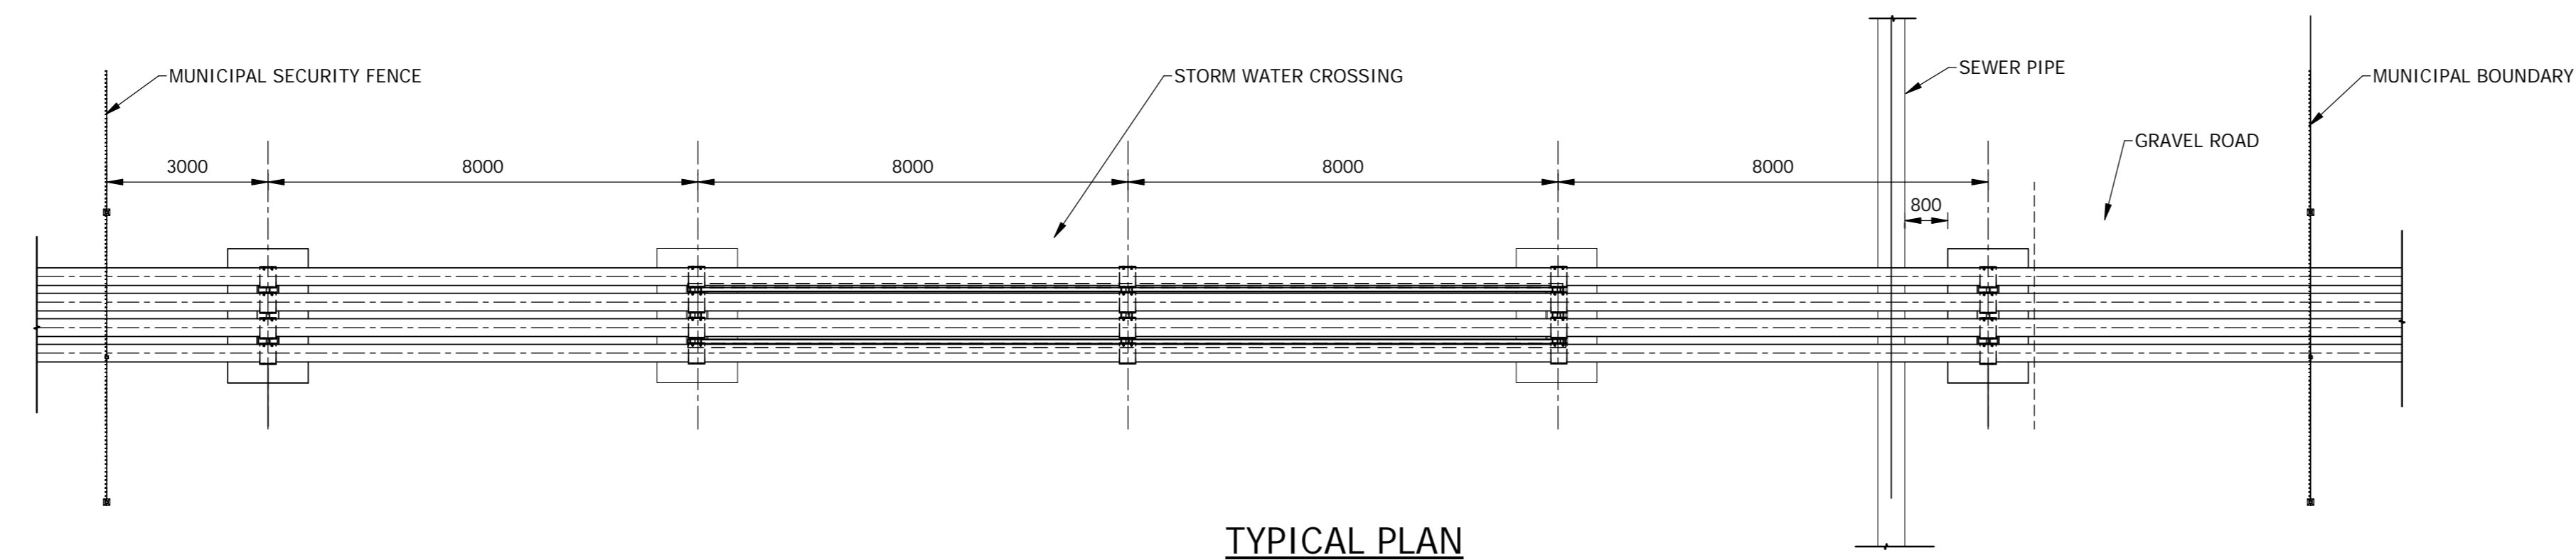 MUNICIPAL SECURITY FENCE
STORM WATER CROSSING
SEWER PIPE
MUNICIPAL BOUNDARY
GRAVEL ROAD
3000
8000
8000
8000
8000
800
TYPICAL PLAN